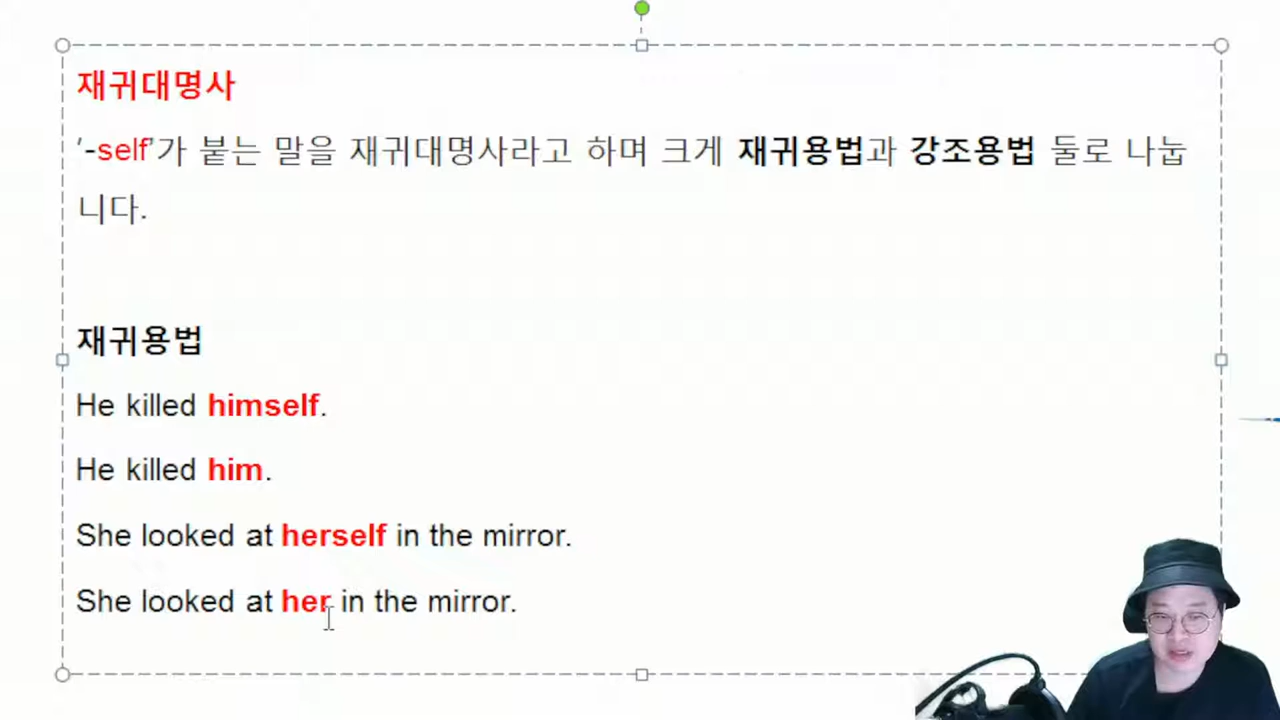 재귀대명사
'-self'가 붙는 말을 재귀대명사라고 하며 크게 재귀용법과 강조용법 둘로 나눕
니다.
재귀용법
He killed himself.
He killed him.
She looked at herself in the mirror.
She looked at her in the mirror.